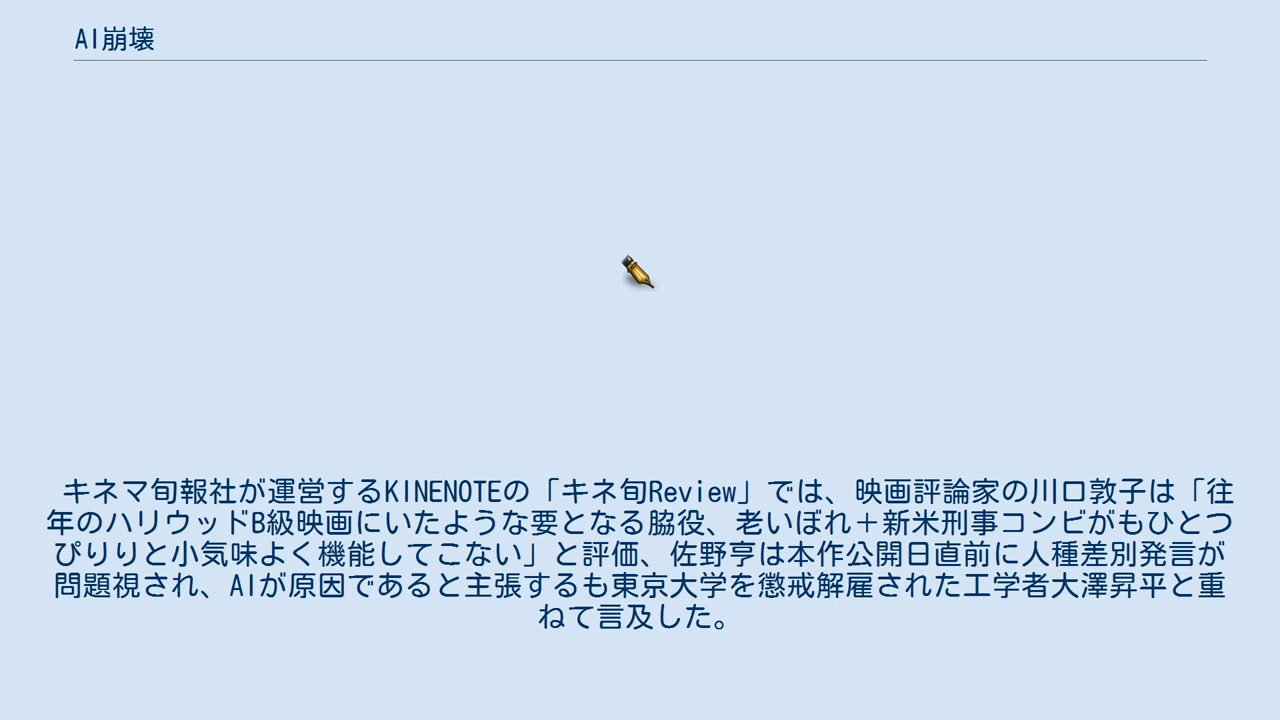 AI崩壊
キネマ旬報社が運営するKINENOTEの「キネ旬Review」では、映画評論家の川口敦子は「往
年のハリウッドB級映画にいたような要となる脇役、老いぼれ＋新米刑事コンビがもひとつ
ぴりりと小気味よく機能してこない」と評価、佐野亨は本作公開日直前に人種差別発言が
問題視され、AIが原因であると主張するも東京大学を懲戒解雇された工学者大澤昇平と重
ねて言及した。